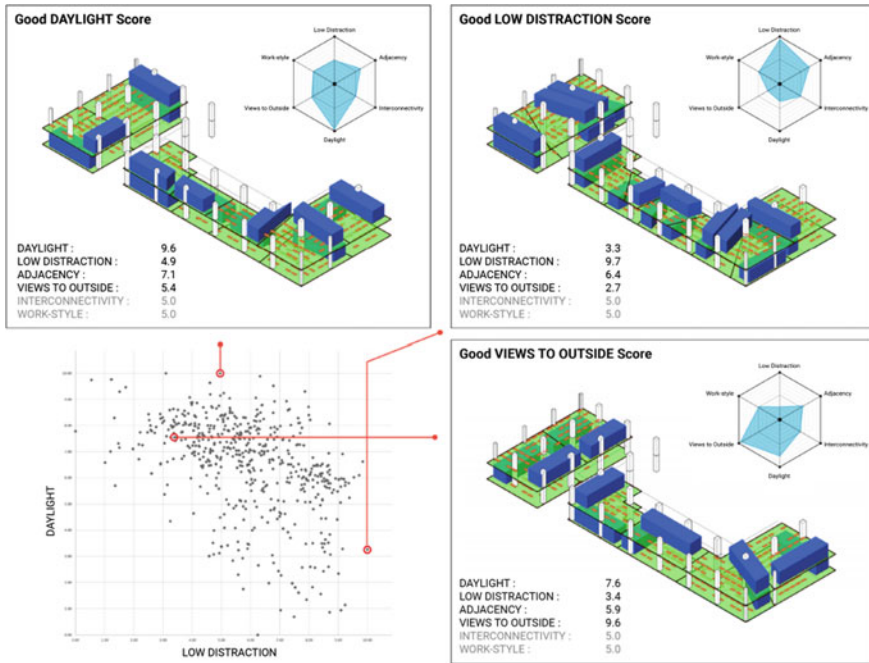 Good DAYLIGHT Score
Low Distraction
Work-style
Adjacency
Views to Outside
Interconnectivity
Daylight
DAYLIGHT : 9.6
LOW DISTRACTION : 4.9
ADJACENCY : 7.1
VIEWS TO OUTSIDE : 5.4
INTERCONNECTIVITY : 5.0
WORK-STYLE : 5.0
Good LOW DISTRACTION Score
Low Distraction
Work-style
Adjacency
Views to Outside
Interconnectivity
Daylight
DAYLIGHT : 3.3
LOW DISTRACTION : 9.7
ADJACENCY : 6.4
VIEWS TO OUTSIDE : 2.7
INTERCONNECTIVITY : 5.0
WORK-STYLE : 5.0
DAYLIGHT
LOW DISTRACTION
Good VIEWS TO OUTSIDE Score
Low Distraction
Work-style
Adjacency
Views to Outside
Interconnectivity
Daylight
DAYLIGHT : 7.6
LOW DISTRACTION : 3.4
ADJACENCY : 5.9
VIEWS TO OUTSIDE : 9.6
INTERCONNECTIVITY : 5.0
WORK-STYLE : 5.0